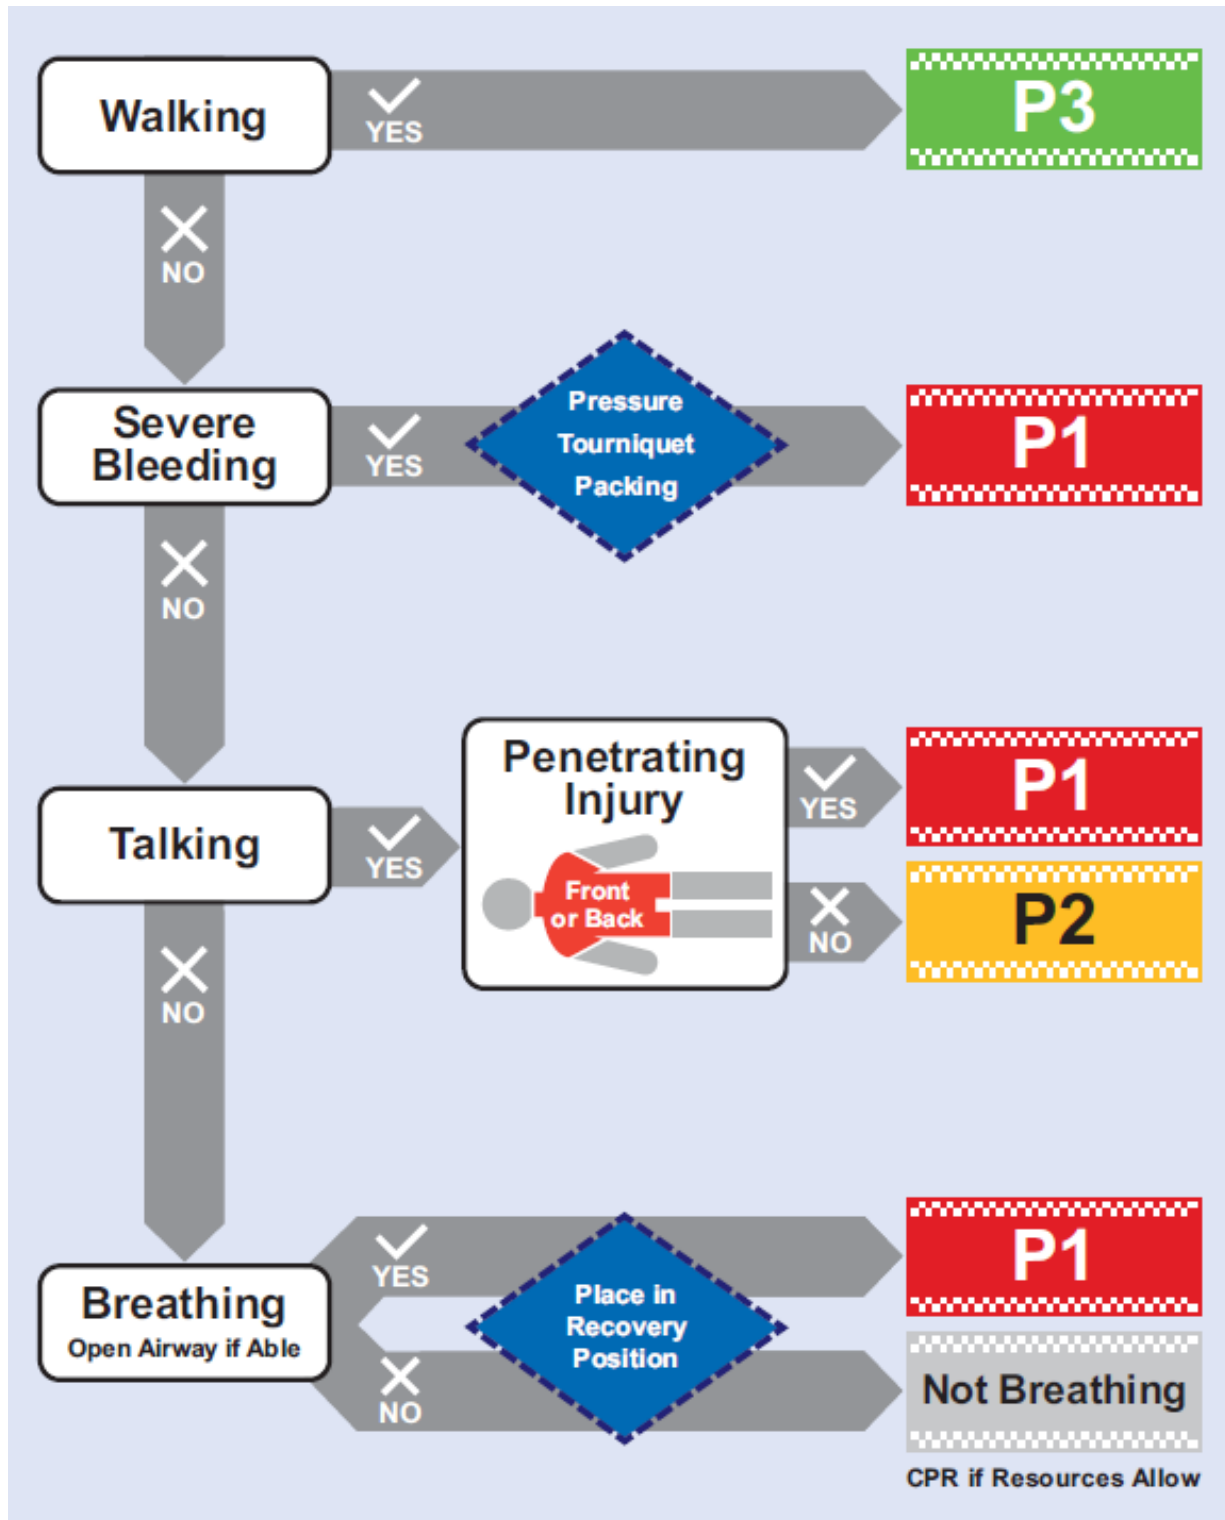 Walking
YES
P3
NO
Severe
Bleeding
YES
Pressure
Tourniquet
Packing
P1
NO
Talking
YES
Penetrating
Injury
Front
or Back
YES
P1
NO
P2
NO
Breathing
Open Airway if Able
YES
Place in
Recovery
Position
P1
NO
Not Breathing
CPR if Resources Allow